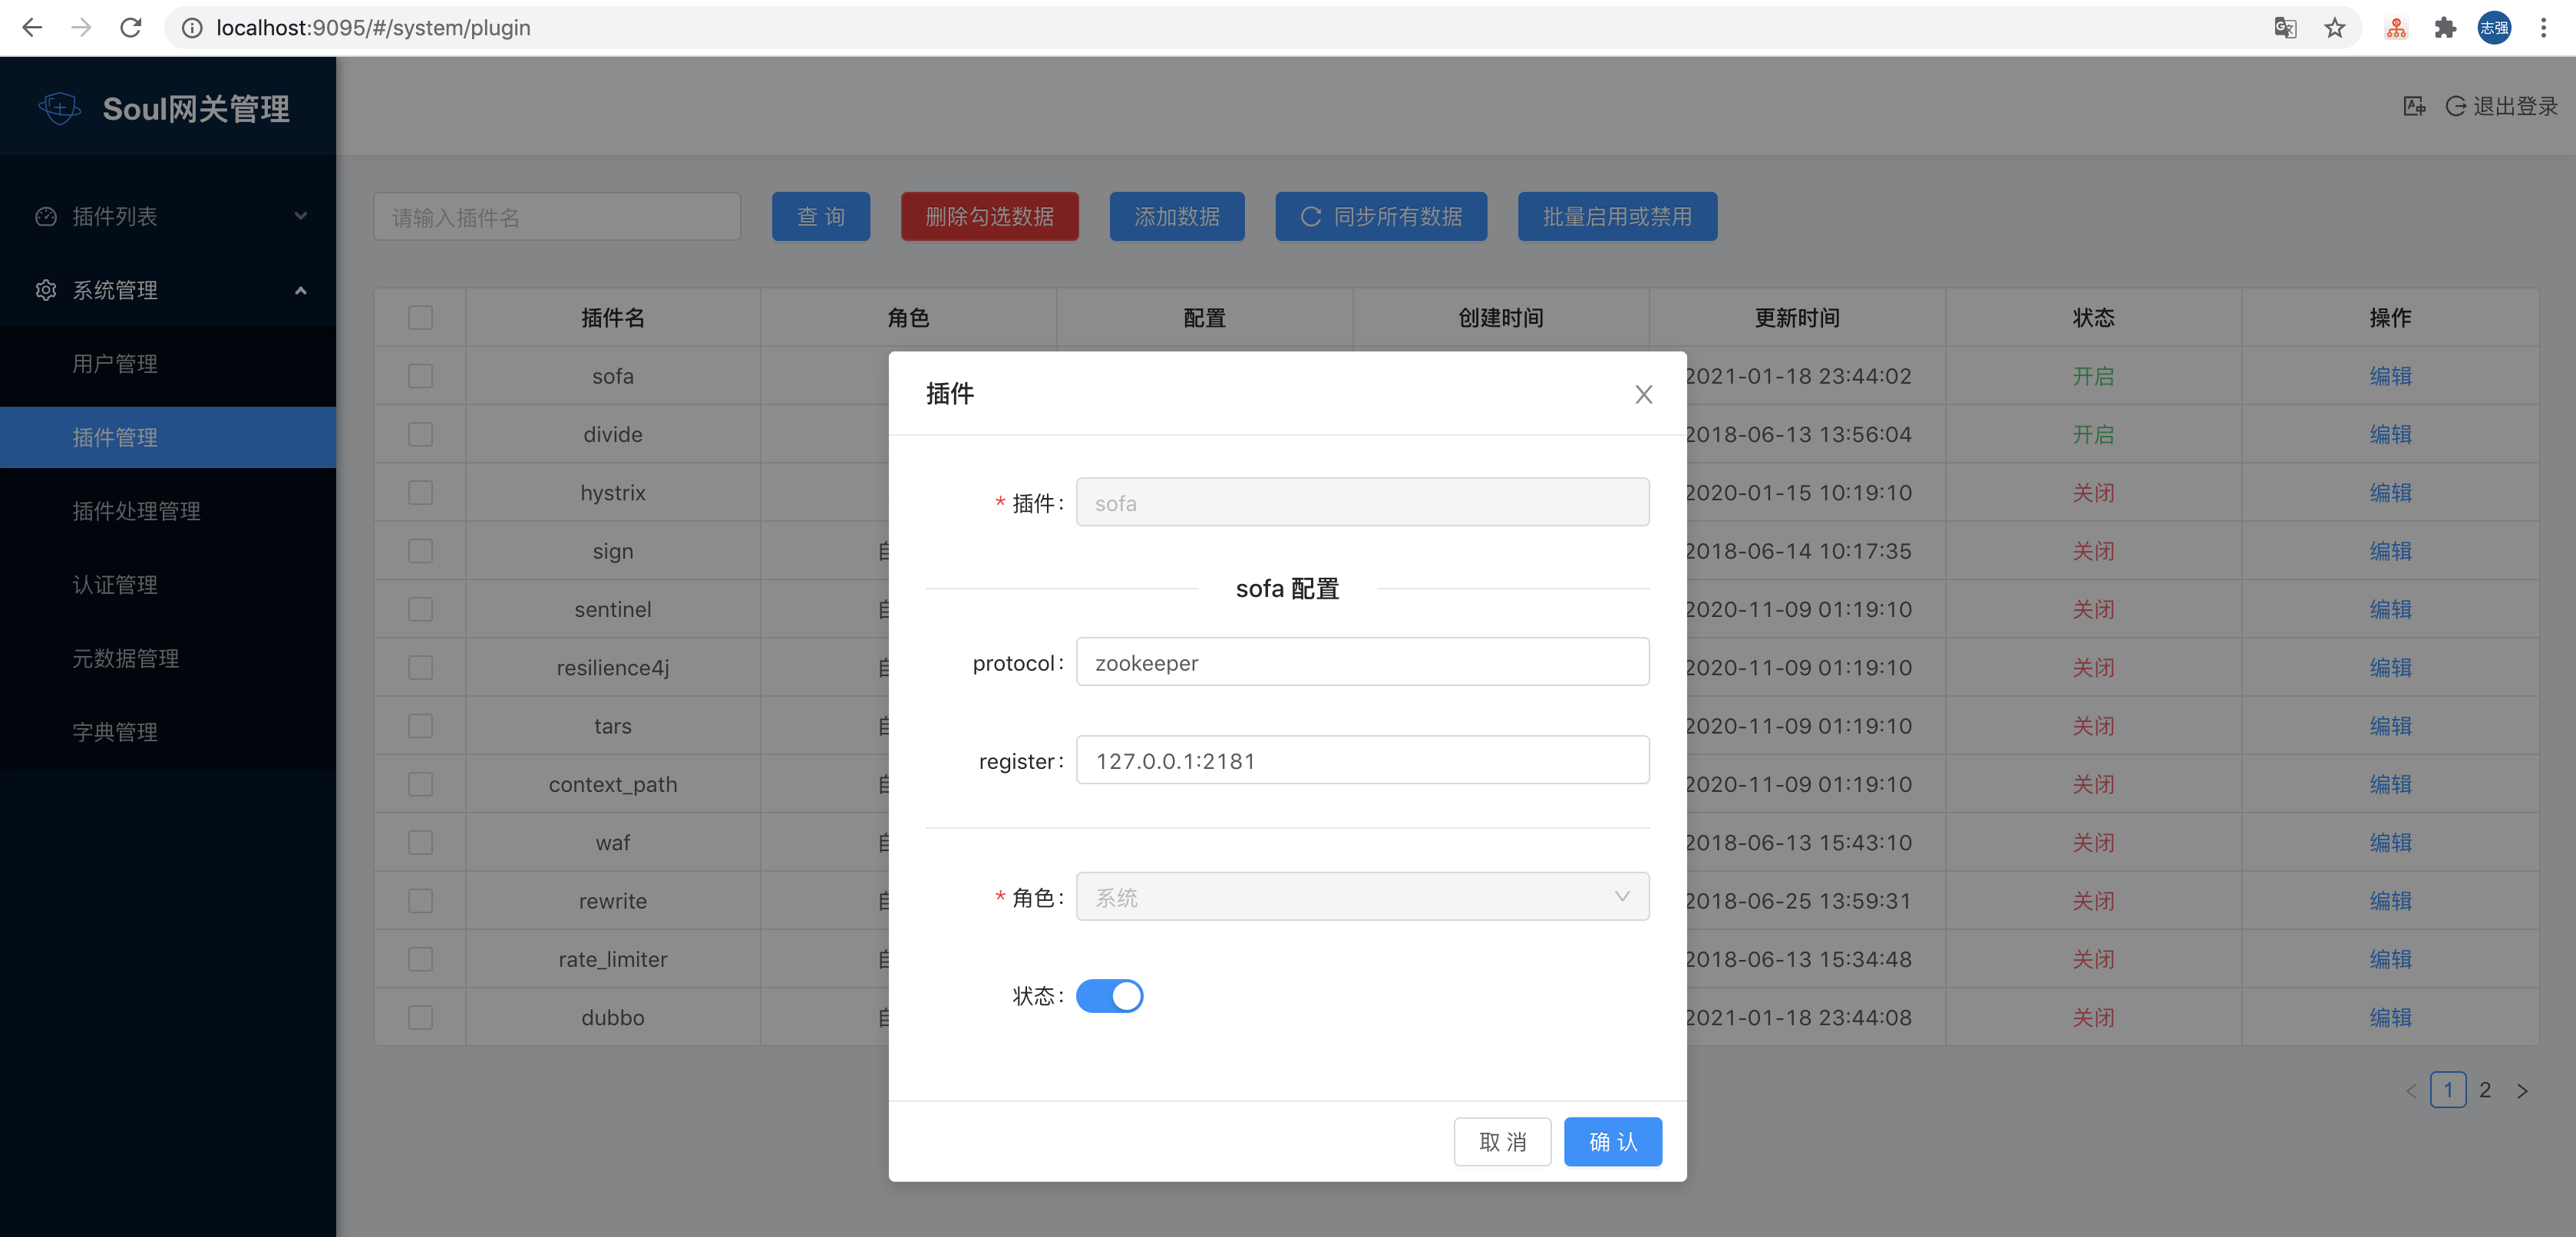 localhost:9095/#/system/plugin
志强
Soul网关管理
退出登录
插件列表
系统管理
用户管理
插件管理
插件处理管理
认证管理
元数据管理
字典管理
请输入插件名
查 询
删除勾选数据
添加数据
同步所有数据
批量启用或禁用
插件名 角色 配置 创建时间 更新时间 状态 操作
sofa 2021-01-18 23:44:02 开启 编辑
divide 2018-06-13 13:56:04 开启 编辑
hystrix 2020-01-15 10:19:10 关闭 编辑
sign 2018-06-14 10:17:35 关闭 编辑
sentinel 2020-11-09 01:19:10 关闭 编辑
resilience4j 2020-11-09 01:19:10 关闭 编辑
tars 2020-11-09 01:19:10 关闭 编辑
context_path 2020-11-09 01:19:10 关闭 编辑
waf 2018-06-13 15:43:10 关闭 编辑
rewrite 2018-06-25 13:59:31 关闭 编辑
rate_limiter 2018-06-13 15:34:48 关闭 编辑
dubbo 2021-01-18 23:44:08 关闭 编辑
1 2
插件
* 插件: sofa
sofa 配置
protocol: zookeeper
register: 127.0.0.1:2181
* 角色: 系统
状态:
取 消
确 认